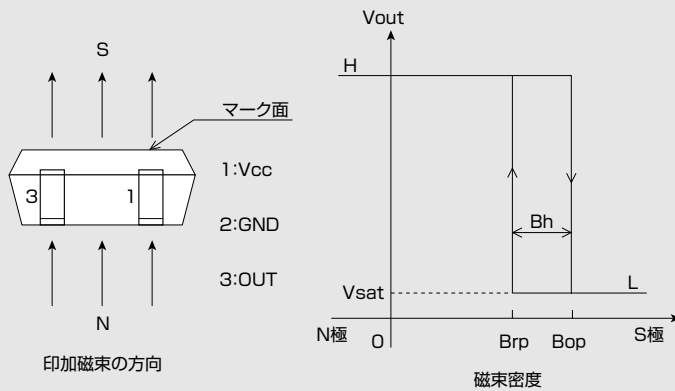 S
マーク面
3
1
1:Vcc
2:GND
3:OUT
N
印加磁束の方向
Vout
H
Bh
Vsat
L
N極
0
Brp
Bop
S極
磁束密度